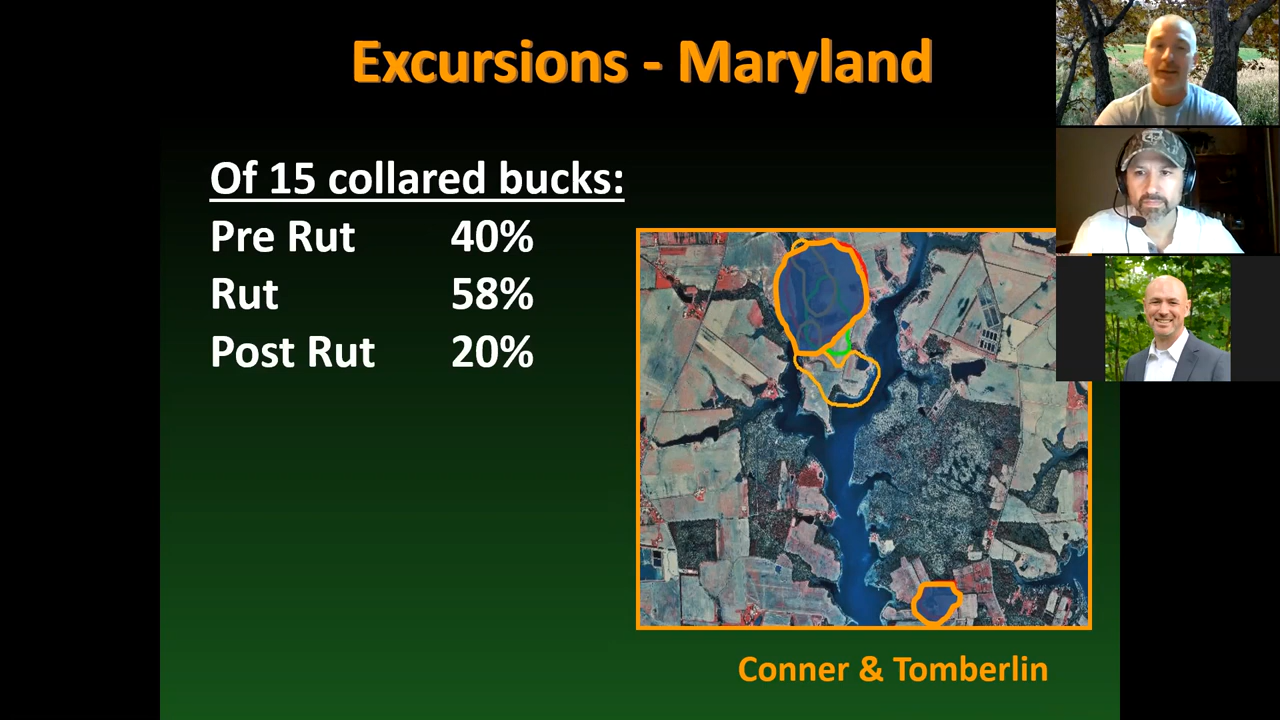 Excursions - Maryland
Of 15 collared bucks:
Pre Rut 40%
Rut 58%
Post Rut 20%
Conner & Tomberlin